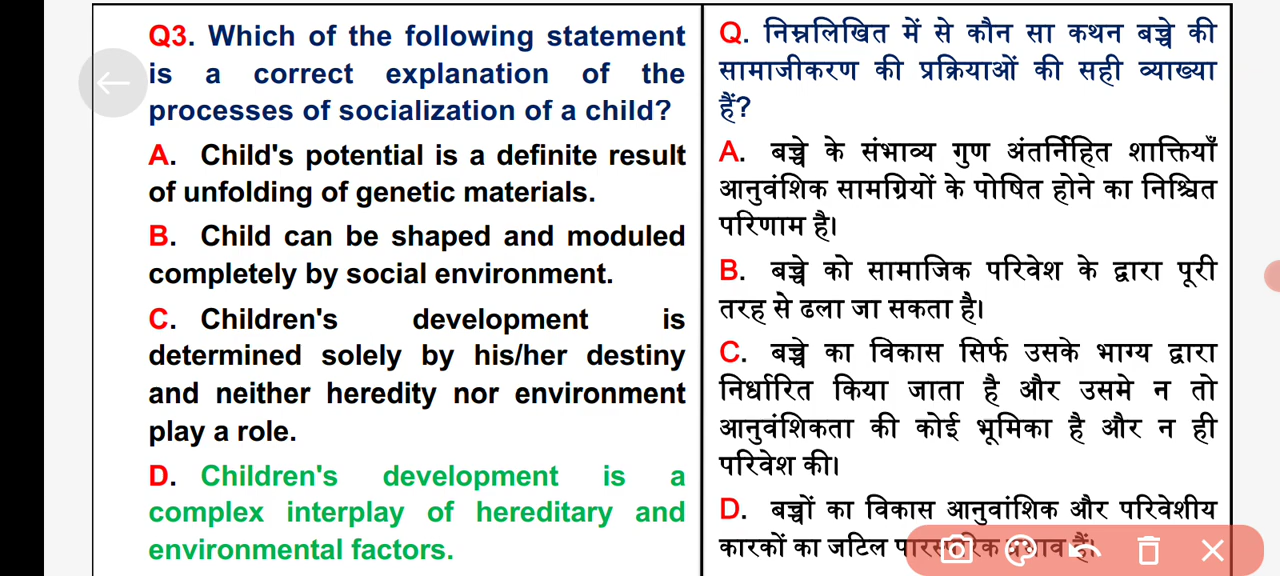 Q3. Which of the following statement
is a correct explanation of the
processes of socialization of a child?
A. Child's potential is a definite result
of unfolding of genetic materials.
B. Child can be shaped and moduled
completely by social environment.
C. Children's development is
determined solely by his/her destiny
and neither heredity nor environment
play a role.
D. Children's development is a
complex interplay of hereditary and
environmental factors.
Q. निम्नलिखित में से कौन सा कथन बच्चे की
सामाजीकरण की प्रक्रियाओं की सही व्याख्या
हैं?
A. बच्चे के संभाव्य गुण अंतर्निहित शाक्तियाँ
आनुवंशिक सामग्रियों के पोषित होने का निश्चित
परिणाम है।
B. बच्चे को सामाजिक परिवेश के द्वारा पूरी
तरह से ढला जा सकता है।
C. बच्चे का विकास सिर्फ उसके भाग्य द्वारा
निर्धारित किया जाता है और उसमे न तो
आनुवंशिकता की कोई भूमिका है और न ही
परिवेश की।
D. बच्चों का विकास आनुवांशिक और परिवेशीय
कारकों का जटिल हैं।